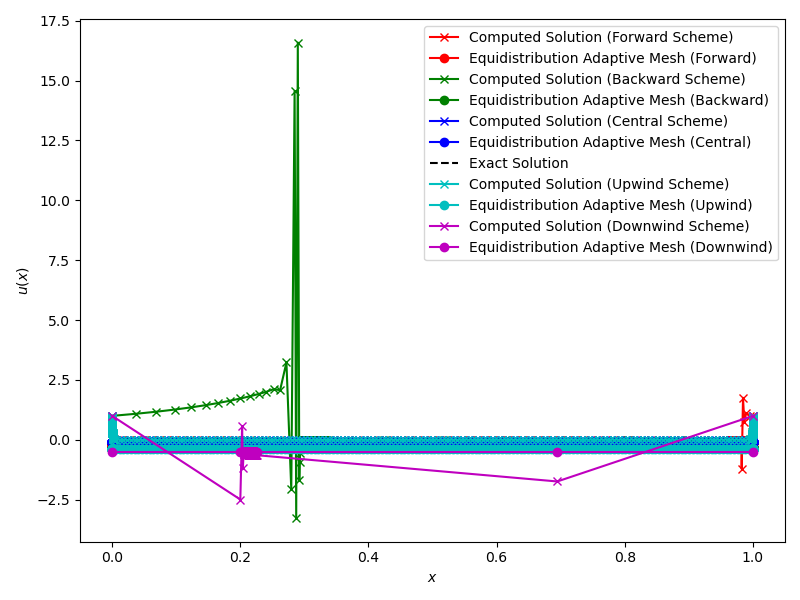 17.5
15.0
12.5
10.0
7.5
5.0
2.5
0.0
−2.5
u(x)
0.0
0.2
0.4
0.6
0.8
1.0
x
Computed Solution (Forward Scheme)
Equidistribution Adaptive Mesh (Forward)
Computed Solution (Backward Scheme)
Equidistribution Adaptive Mesh (Backward)
Computed Solution (Central Scheme)
Equidistribution Adaptive Mesh (Central)
Exact Solution
Computed Solution (Upwind Scheme)
Equidistribution Adaptive Mesh (Upwind)
Computed Solution (Downwind Scheme)
Equidistribution Adaptive Mesh (Downwind)